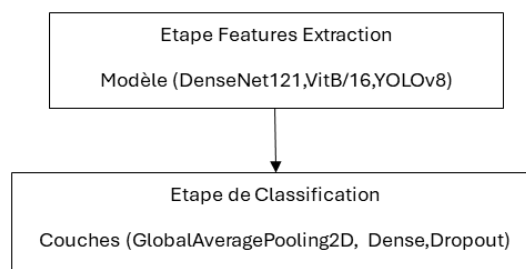 Etape Features Extraction
Modèle (DenseNet121,VitB/16,YOLOv8)
Etape de Classification
Couches (GlobalAveragePooling2D, Dense,Dropout)